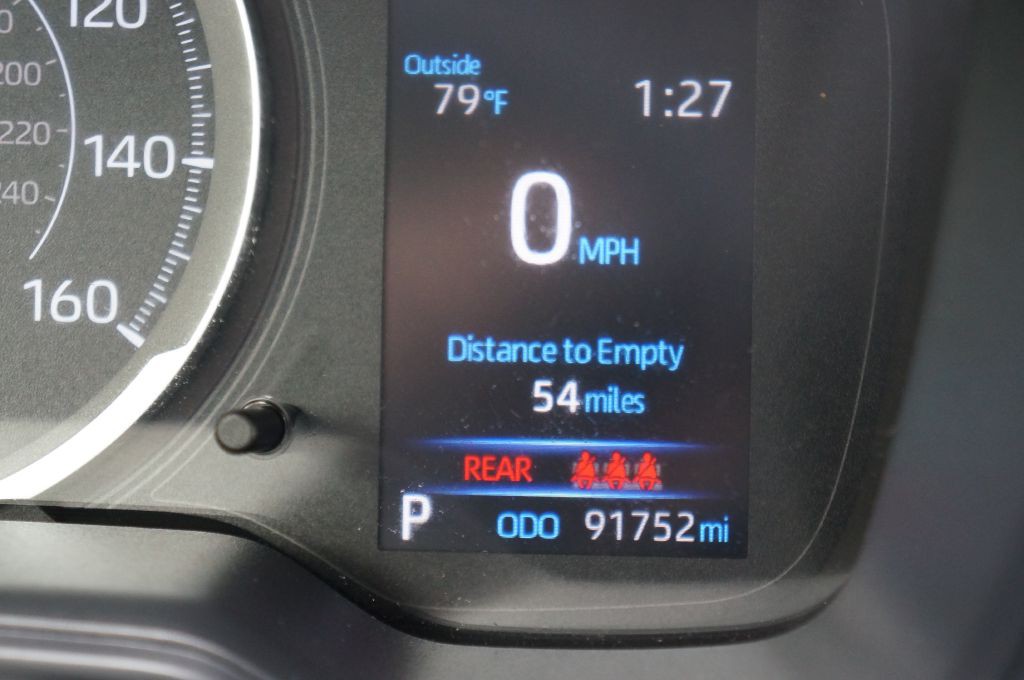 120
200
220
240
140
160
Outside
79°F 1:27
0 MPH
Distance to Empty
54 miles
REAR
P ODO 91752 mi